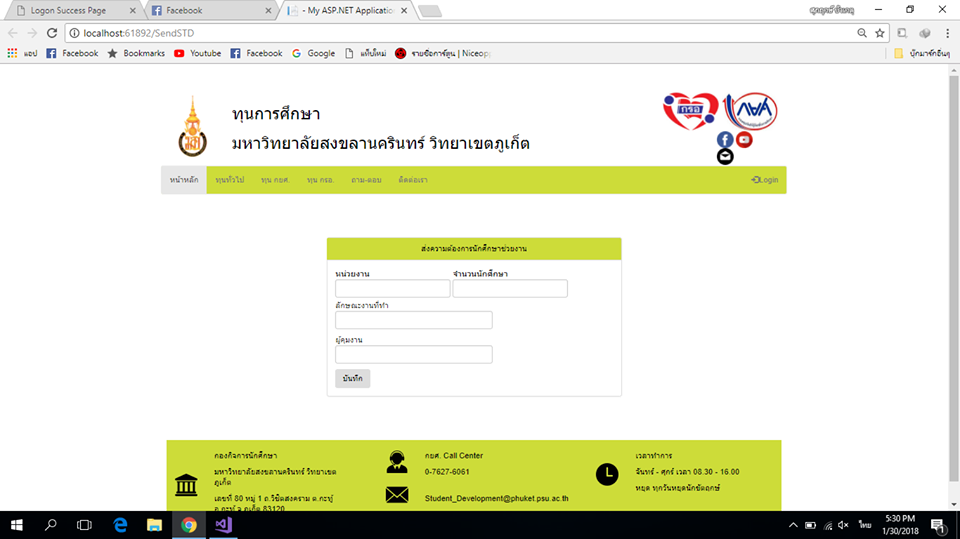 Logon Success Page
Facebook
- My ASP.NET Application
localhost:61892/SendSTD
แอป
Facebook
Bookmarks
Youtube
Facebook
Google
แท็บใหม่
รายชื่อการ์ตูน | Niceopp
บุ๊กมาร์กอื่นๆ
ทุนการศึกษา
มหาวิทยาลัยสงขลานครินทร์ วิทยาเขตภูเก็ต
กรอ
กยศ
หน้าหลัก
ทุนทั่วไป
ทุน กยศ.
ทุน กรอ.
ถาม-ตอบ
ติดต่อเรา
Login
ส่งความต้องการนักศึกษาช่วยงาน
หน่วยงาน
จำนวนนักศึกษา
ลักษณะงานที่ทำ
ผู้คุมงาน
บันทึก
กองกิจการนักศึกษา
มหาวิทยาลัยสงขลานครินทร์ วิทยาเขต
ภูเก็ต
เลขที่ 80 หมู่ 1 ถ.วิชิตสงคราม ต.กะทู้
อ.กะทู้ จ.ภูเก็ต 83120
กยศ. Call Center
0-7627-6061
Student_Development@phuket.psu.ac.th
เวลาทำการ
จันทร์ - ศุกร์ เวลา 08.30 - 16.00
หยุด ทุกวันหยุดนักขัตฤกษ์
ไทย
5:30 PM
1/30/2018
1